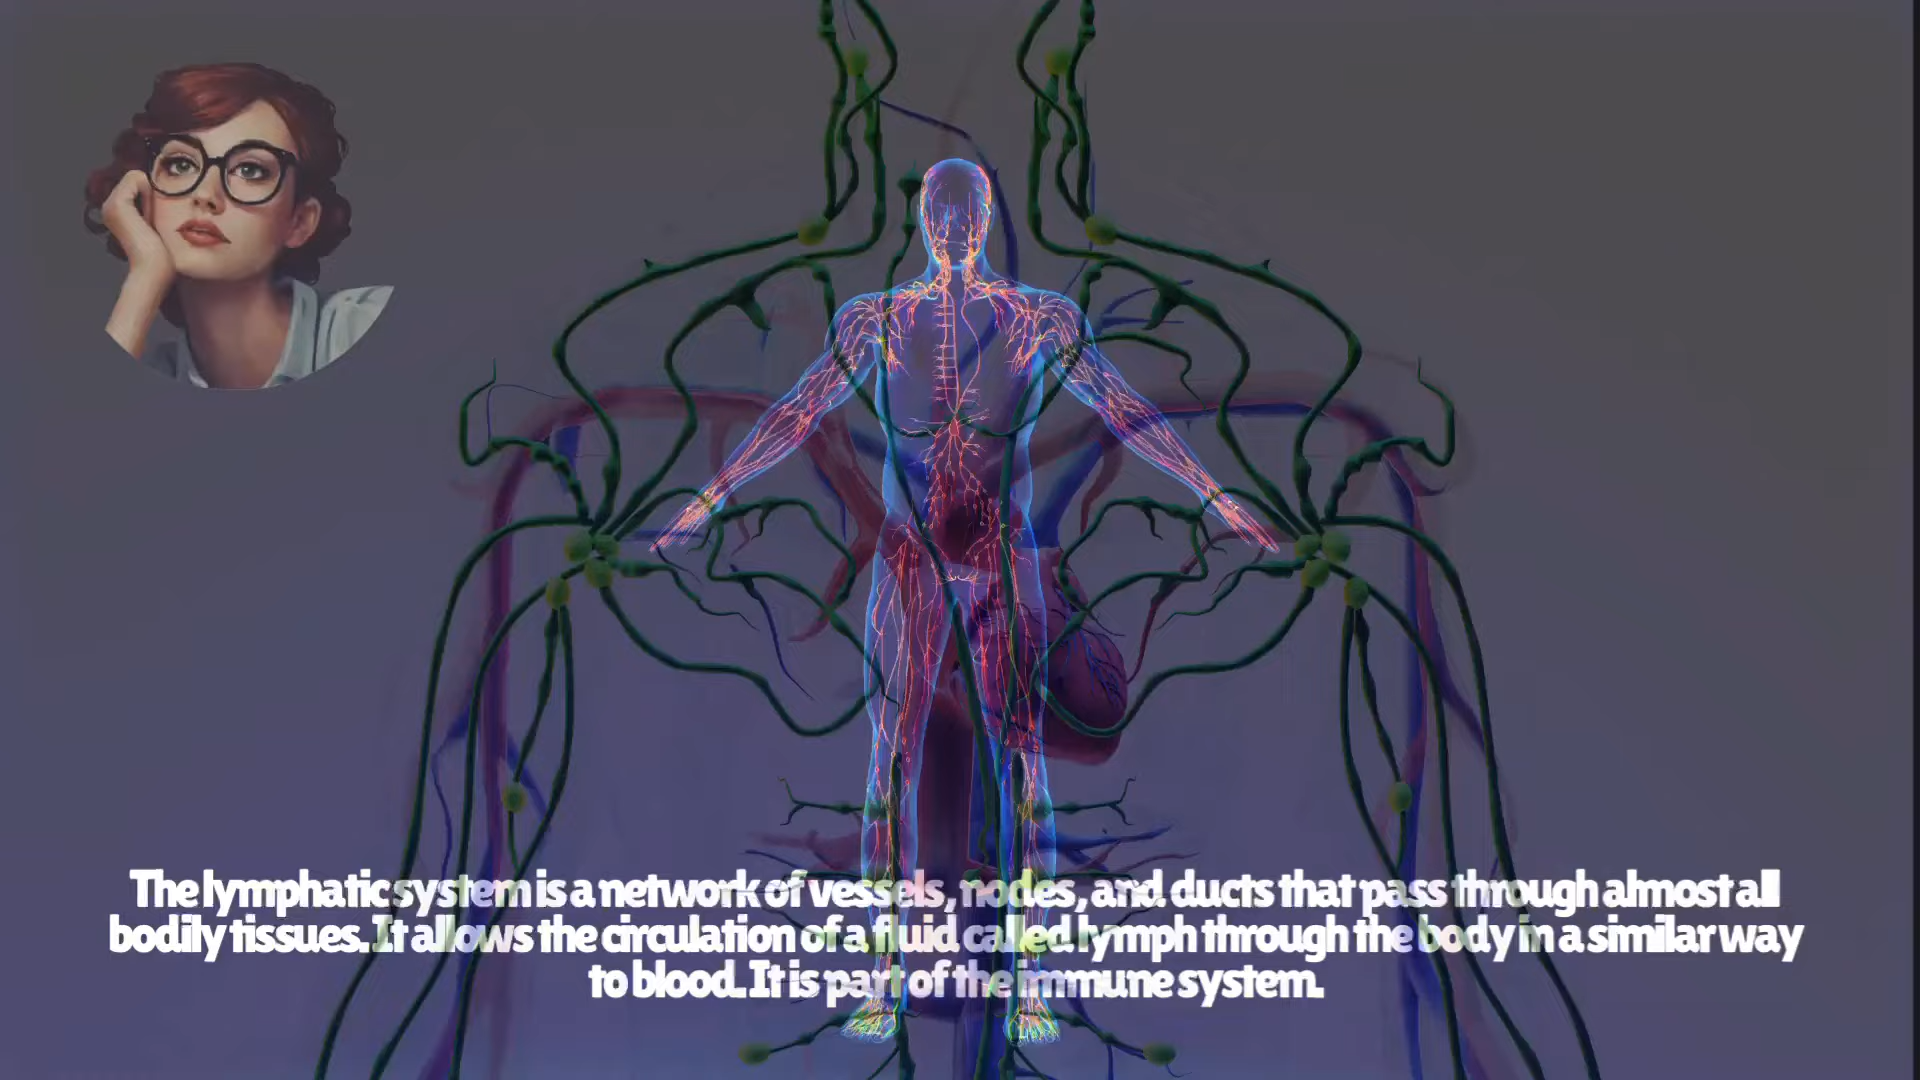 The lymphatic system is a network of vessels, nodes, and ducts that pass through almost all
bodily tissues. It allows the circulation of a fluid called lymph through the body in a similar way
to blood. It is part of the immune system.